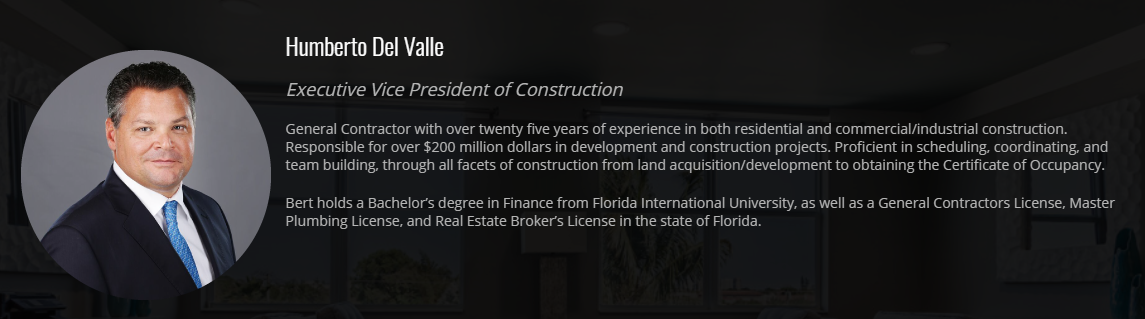 Humberto Del Valle
Executive Vice President of Construction
General Contractor with over twenty five years of experience in both residential and commercial/industrial construction.
Responsible for over $200 million dollars in development and construction projects. Proficient in scheduling, coordinating, and
team building, through all facets of construction from land acquisition/development to obtaining the Certificate of Occupancy.
Bert holds a Bachelor’s degree in Finance from Florida International University, as well as a General Contractors License, Master
Plumbing License, and Real Estate Broker’s License in the state of Florida.